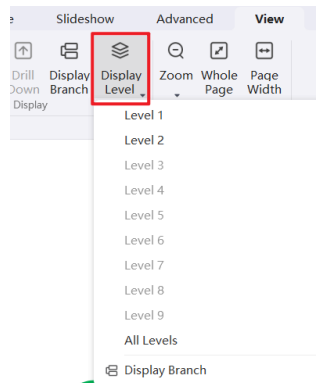 Slideshow Advanced View
Drill Display Display Zoom Whole Page
Down Branch Level Page Width
Display
Level 1
Level 2
Level 3
Level 4
Level 5
Level 6
Level 7
Level 8
Level 9
All Levels
Display Branch